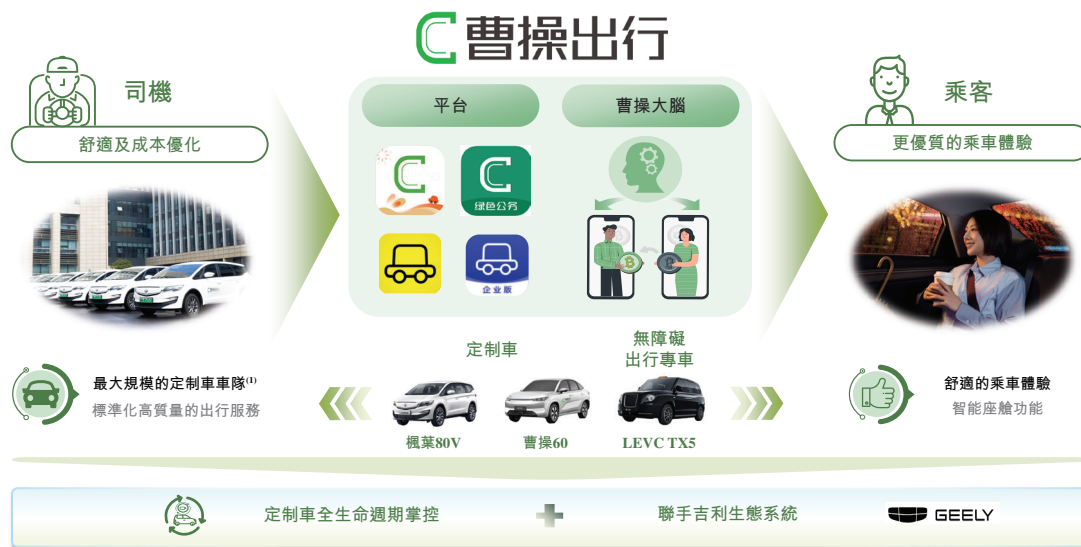 曹操出行
司機
舒適及成本優化
平台
曹操大腦
乘客
更優質的乘車體驗
绿色公务
企业版
定制車
無障礙
出行專車
最大規模的定制車車隊(1)
標準化高質量的出行服務
楓葉80V
曹操60
LEVC TX5
舒適的乘車體驗
智能座艙功能
定制車全生命週期掌控
聯手吉利生態系統
GEELY